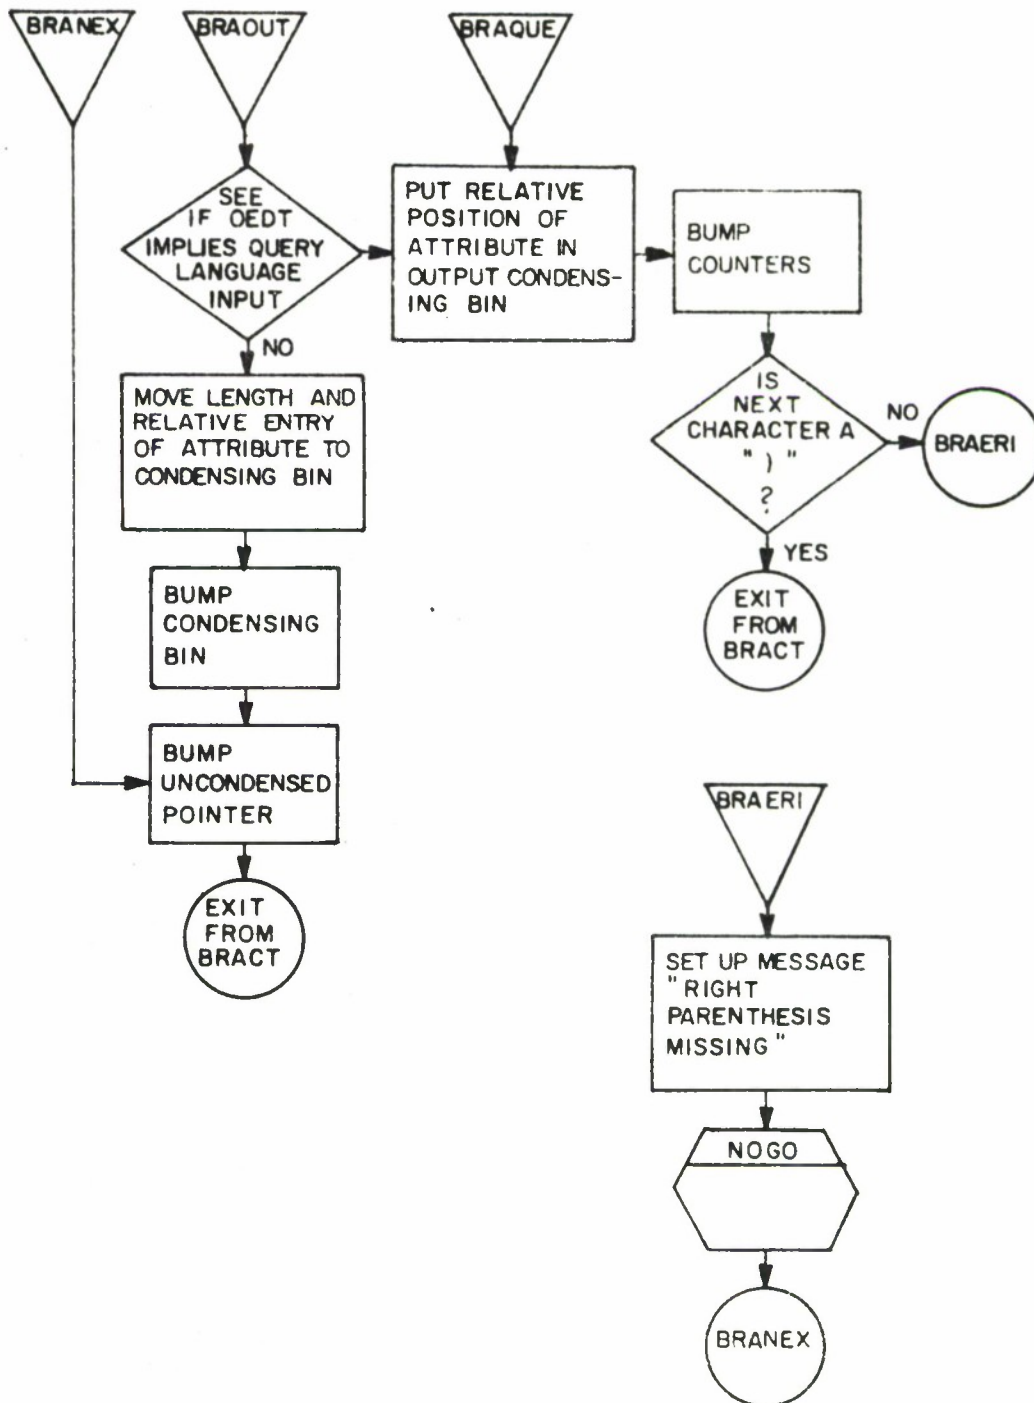 BRANEX
BRAOUT
BRAQUE
SEE
IF OEDT
IMPLIES QUERY
LANGUAGE
INPUT
NO
PUT RELATIVE
POSITION OF
ATTRIBUTE IN
OUTPUT CONDENS-
ING BIN
BUMP
COUNTERS
IS
NEXT
CHARACTER A
" ) "
?
NO
BRAERI
YES
EXIT
FROM
BRACT
MOVE LENGTH AND
RELATIVE ENTRY
OF ATTRIBUTE TO
CONDENSING BIN
BUMP
CONDENSING
BIN
BUMP
UNCONDENSED
POINTER
EXIT
FROM
BRACT
BRAERI
SET UP MESSAGE
"RIGHT
PARENTHESIS
MISSING"
NOGO
BRANEX